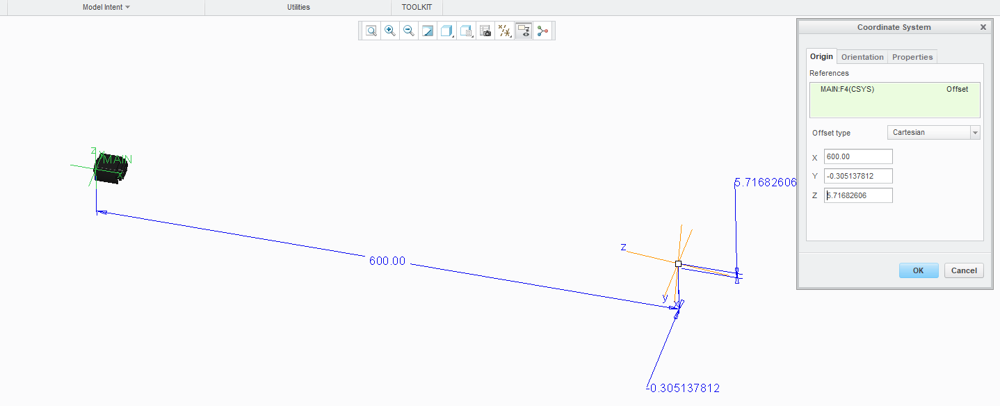 Model Intent
Utilities
TOOLKIT
Coordinate System
Origin
Orientation
Properties
References
MAIN:F4(CSYS)
Offset
Offset type
Cartesian
X
600.00
Y
-0.305137812
Z
5.71682606
OK
Cancel
Z
Y
MAIN
X
5.71682606
600.00
z
y
x
-0.305137812